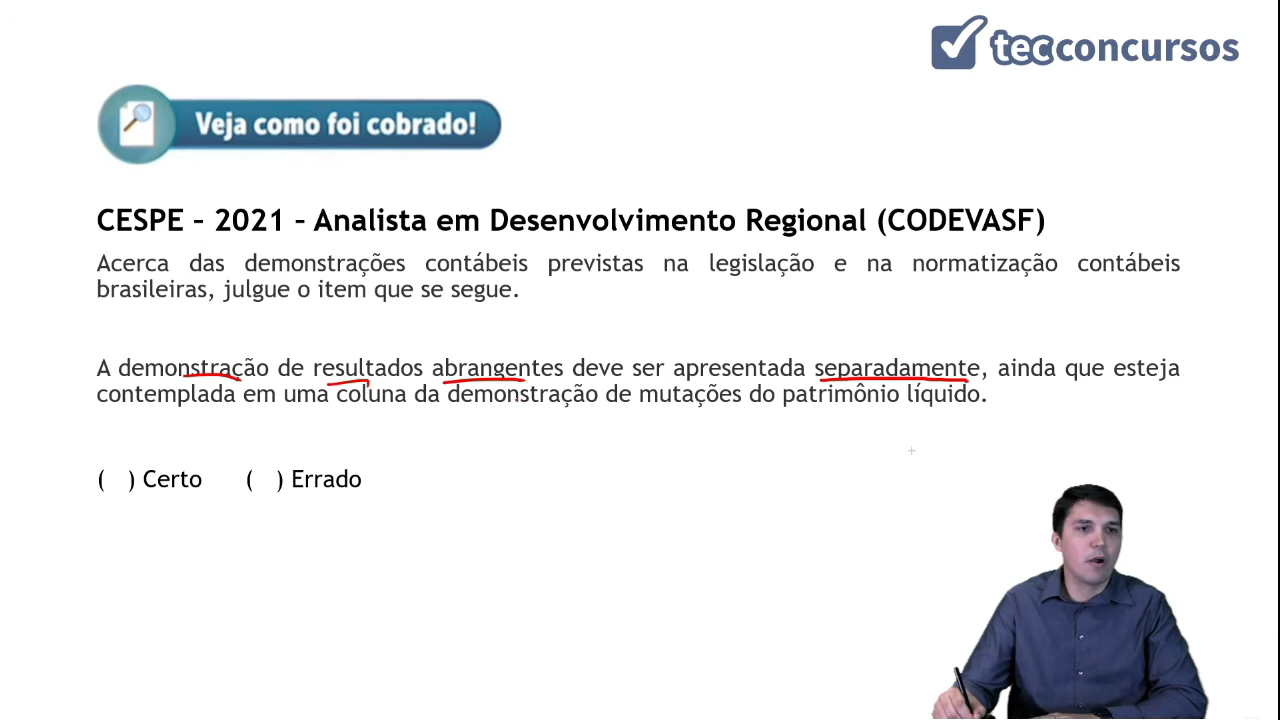 tecconcursos
Veja como foi cobrado!
CESPE – 2021 – Analista em Desenvolvimento Regional (CODEVASF)
Acerca das demonstrações contábeis previstas na legislação e na normatização contábeis
brasileiras, julgue o item que se segue.
A demonstração de resultados abrangentes deve ser apresentada separadamente, ainda que esteja
contemplada em uma coluna da demonstração de mutações do patrimônio líquido.
( ) Certo ( ) Errado